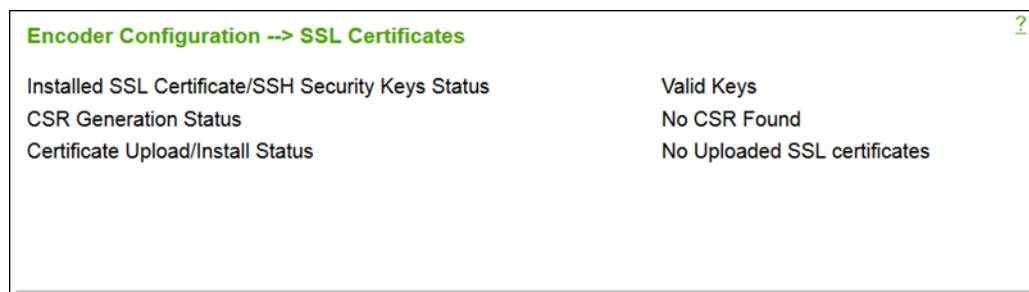 Encoder Configuration --> SSL Certificates
?
Installed SSL Certificate/SSH Security Keys Status Valid Keys
CSR Generation Status No CSR Found
Certificate Upload/Install Status No Uploaded SSL certificates